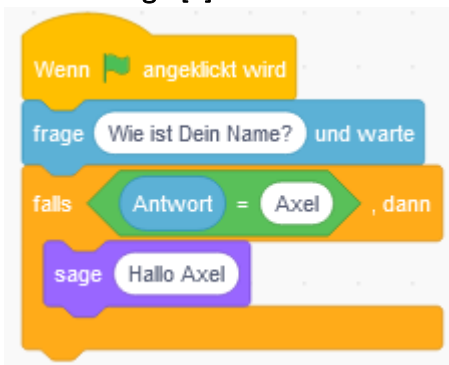 Wenn angeklickt wird
frage Wie ist Dein Name? und warte
falls Antwort = Axel , dann
sage Hallo Axel